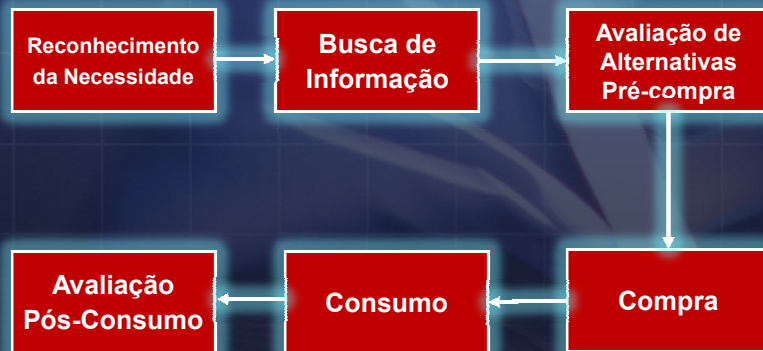 Reconhecimento
da Necessidade
Busca de
Informação
Avaliação de
Alternativas
Pré-compra
Compra
Consumo
Avaliação
Pós-Consumo